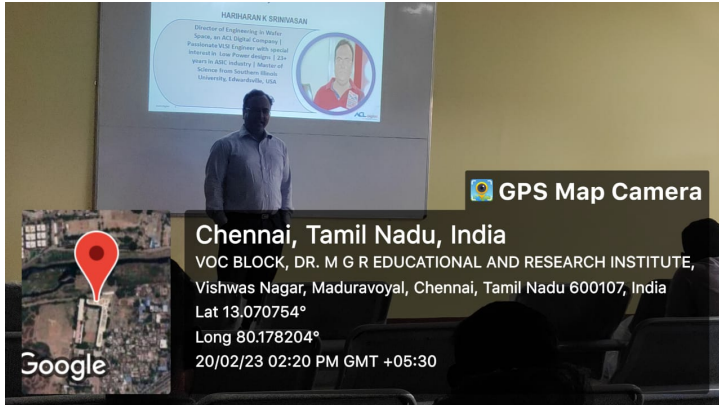 HARIHARAN K SRINIVASAN
Director of Engineering in Wafer
Space, an ACL Digital Company |
Passionate VLSI Engineer with special
interest in Low Power designs | 22+
years in ASIC industry | Master of
Science from Southern Illinois
University, Edwardsville, USA
ACL Digital
GPS Map Camera
Chennai, Tamil Nadu, India
VOC BLOCK, DR. M G R EDUCATIONAL AND RESEARCH INSTITUTE,
Vishwas Nagar, Maduravoyal, Chennai, Tamil Nadu 600107, India
Lat 13.070754°
Long 80.178204°
20/02/23 02:20 PM GMT +05:30
Google